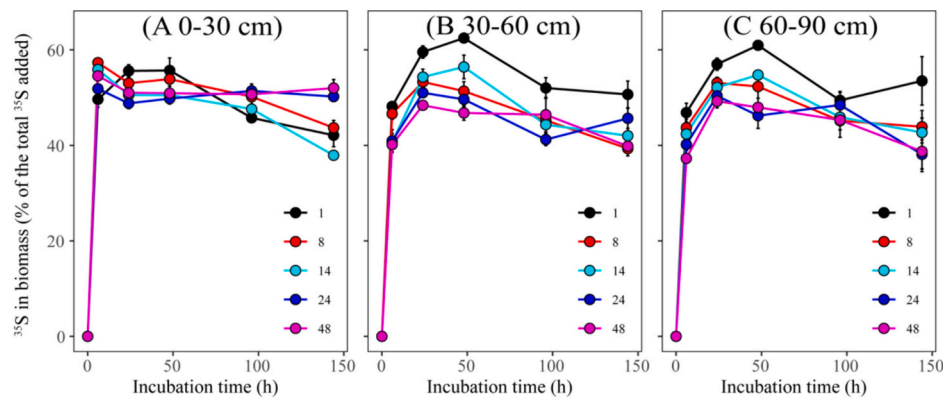 (A 0-30 cm)
(B 30-60 cm)
(C 60-90 cm)
³⁵S in biomass (% of the total ³⁵S added)
60
40
20
0
1
8
14
24
48
1
8
14
24
48
1
8
14
24
48
0 50 100 150
0 50 100 150
0 50 100 150
Incubation time (h)
Incubation time (h)
Incubation time (h)